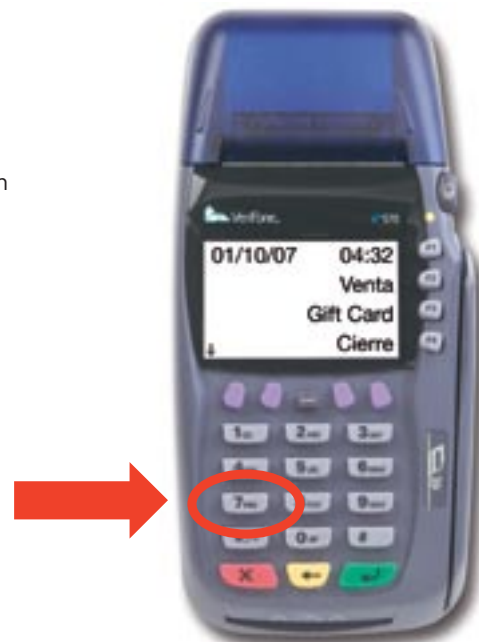 n
VeriFone
01/10/07 04:32
Venta
Gift Card
Cierre
1 2 3
5 6
7 9
0 #